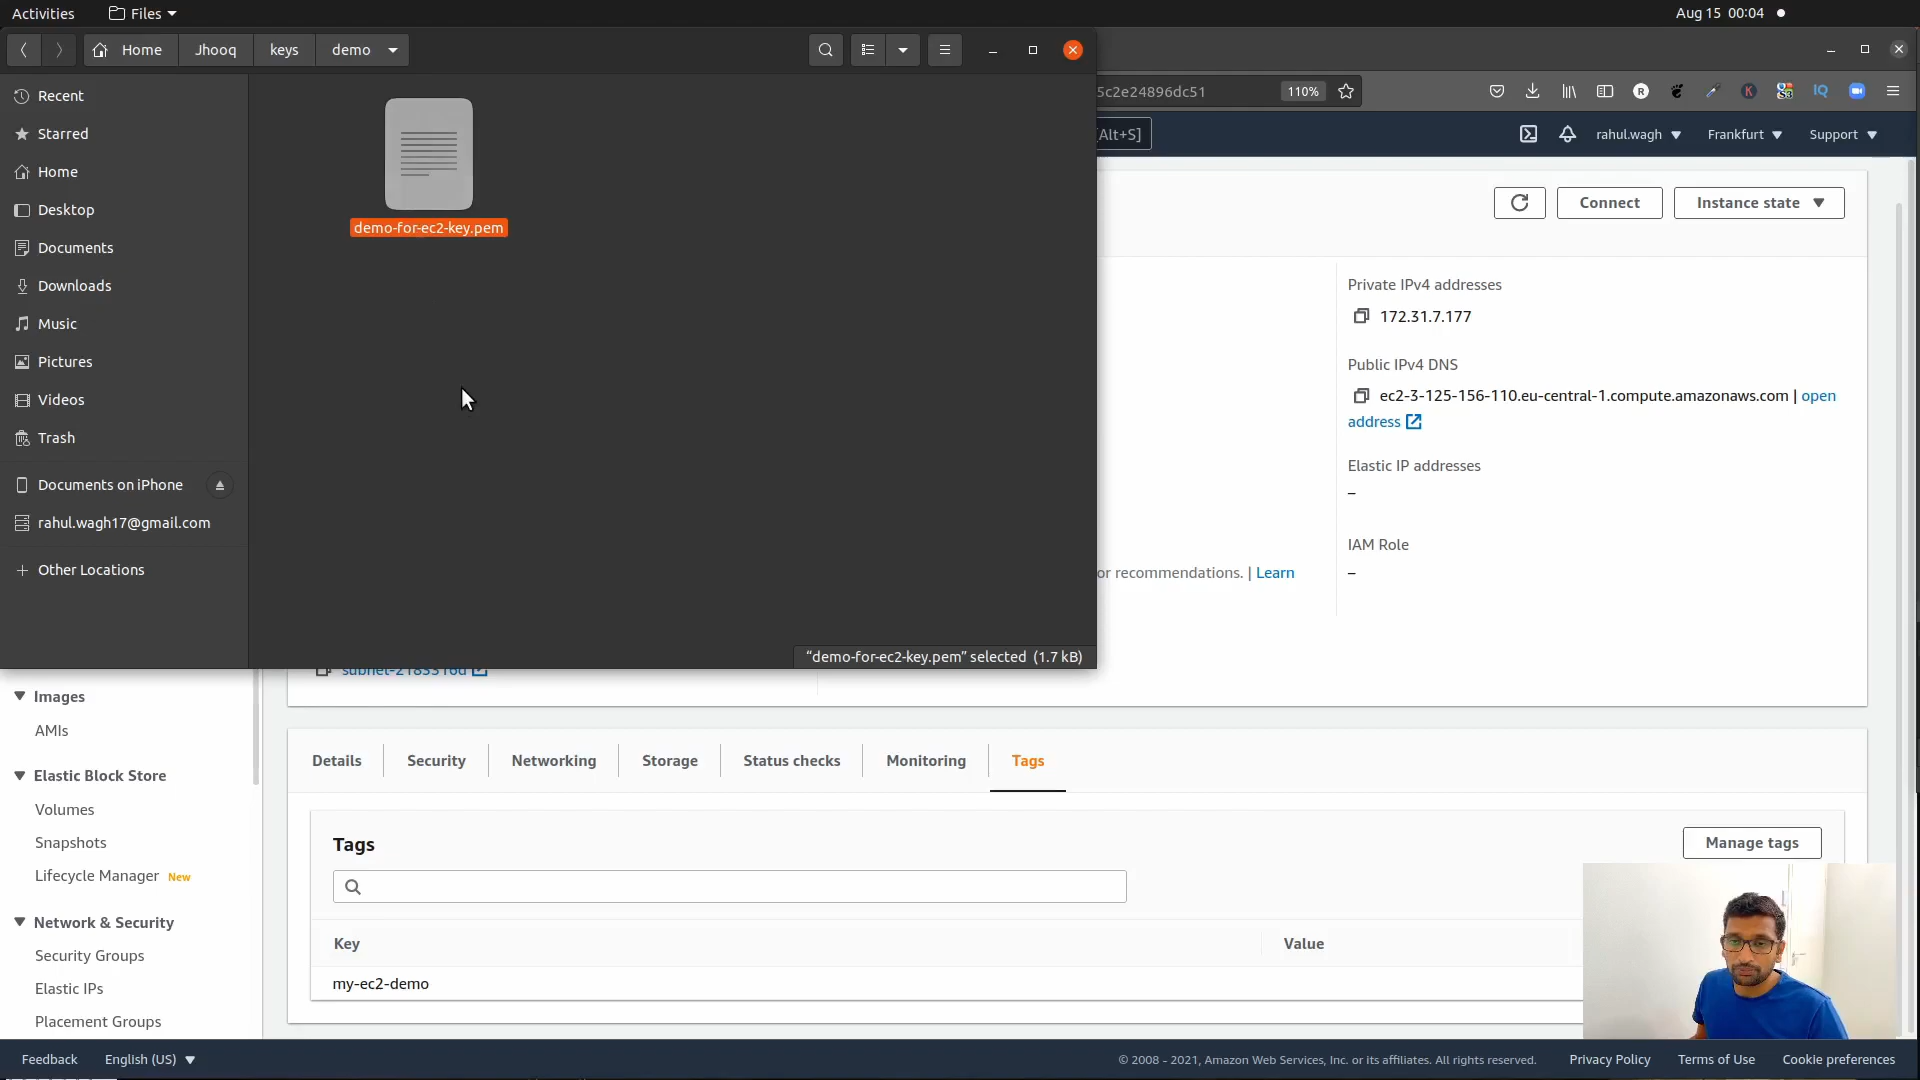 Activities
Files
Aug 15 00:04
Home
Jhooq
keys
demo
5c2e24896dc51
110%
R
K
S3
IQ
[Alt+S]
rahul.wagh
Frankfurt
Support
Recent
Starred
Home
Desktop
Documents
Downloads
Music
Pictures
Videos
Trash
Documents on iPhone
rahul.wagh17@gmail.com
Other Locations
demo-for-ec2-key.pem
"demo-for-ec2-key.pem" selected (1.7 kB)
Connect
Instance state
Private IPv4 addresses
172.31.7.177
Public IPv4 DNS
ec2-3-125-156-110.eu-central-1.compute.amazonaws.com | open
address
Elastic IP addresses
–
IAM Role
–
or recommendations. | Learn
Images
AMIs
Elastic Block Store
Volumes
Snapshots
Lifecycle Manager New
Network & Security
Security Groups
Elastic IPs
Placement Groups
Details
Security
Networking
Storage
Status checks
Monitoring
Tags
Tags
Manage tags
Key
Value
my-ec2-demo
Feedback
English (US)
© 2008 - 2021, Amazon Web Services, Inc. or its affiliates. All rights reserved.
Privacy Policy
Terms of Use
Cookie preferences